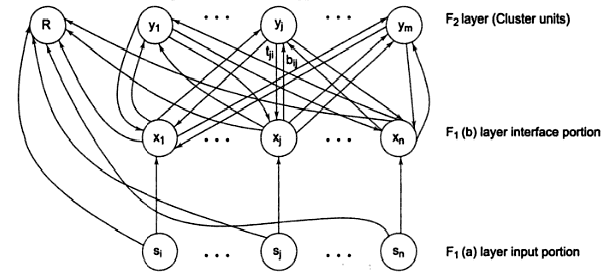 R y₁ ... yⱼ ... yₘ F₂ layer (Cluster units)
tⱼᵢ bᵢⱼ
x₁ ... xⱼ ... xₙ F₁ (b) layer interface portion
sᵢ ... sⱼ ... sₙ F₁ (a) layer input portion